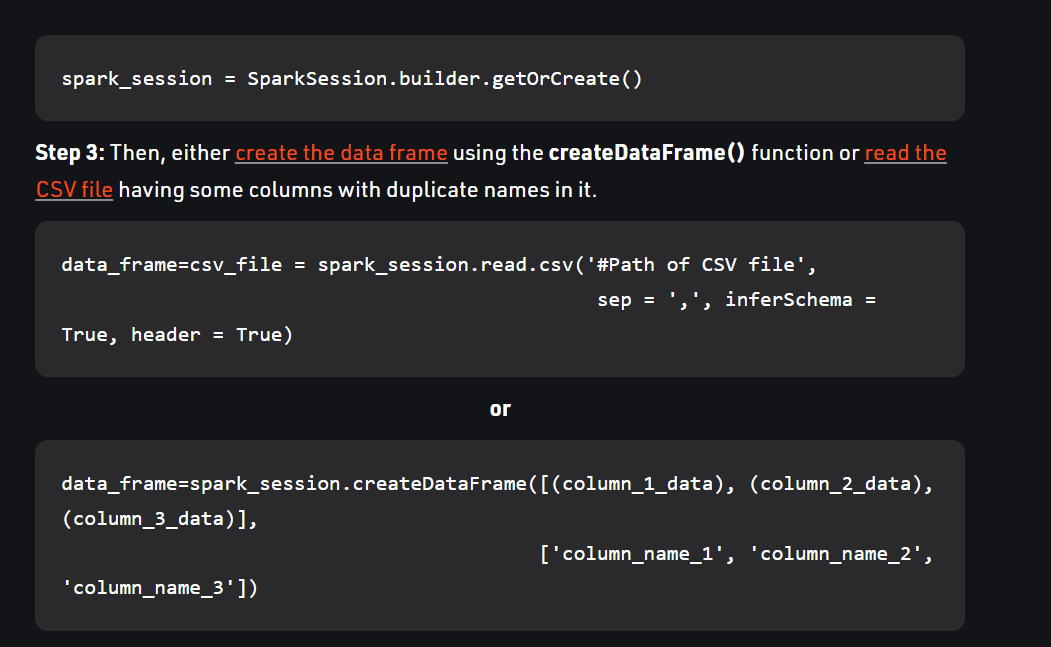 spark_session = SparkSession.builder.getOrCreate()
Step 3: Then, either create the data frame using the createDataFrame() function or read the
CSV file having some columns with duplicate names in it.
data_frame=csv_file = spark_session.read.csv('#Path of CSV file',
sep = ',', inferSchema =
True, header = True)
or
data_frame=spark_session.createDataFrame([(column_1_data), (column_2_data),
(column_3_data)],
['column_name_1', 'column_name_2',
'column_name_3'])